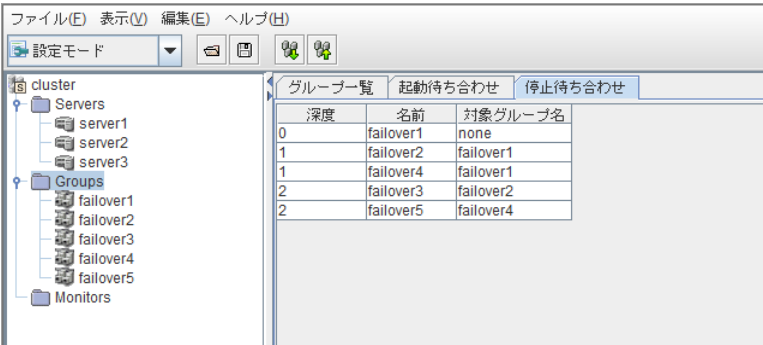 ファイル(F) 表示(V) 編集(E) ヘルプ(H)
設定モード
cluster
Servers
server1
server2
server3
Groups
failover1
failover2
failover3
failover4
failover5
Monitors
グループ一覧 起動待ち合わせ 停止待ち合わせ
深度 名前 対象グループ名
0 failover1 none
1 failover2 failover1
1 failover4 failover1
2 failover3 failover2
2 failover5 failover4